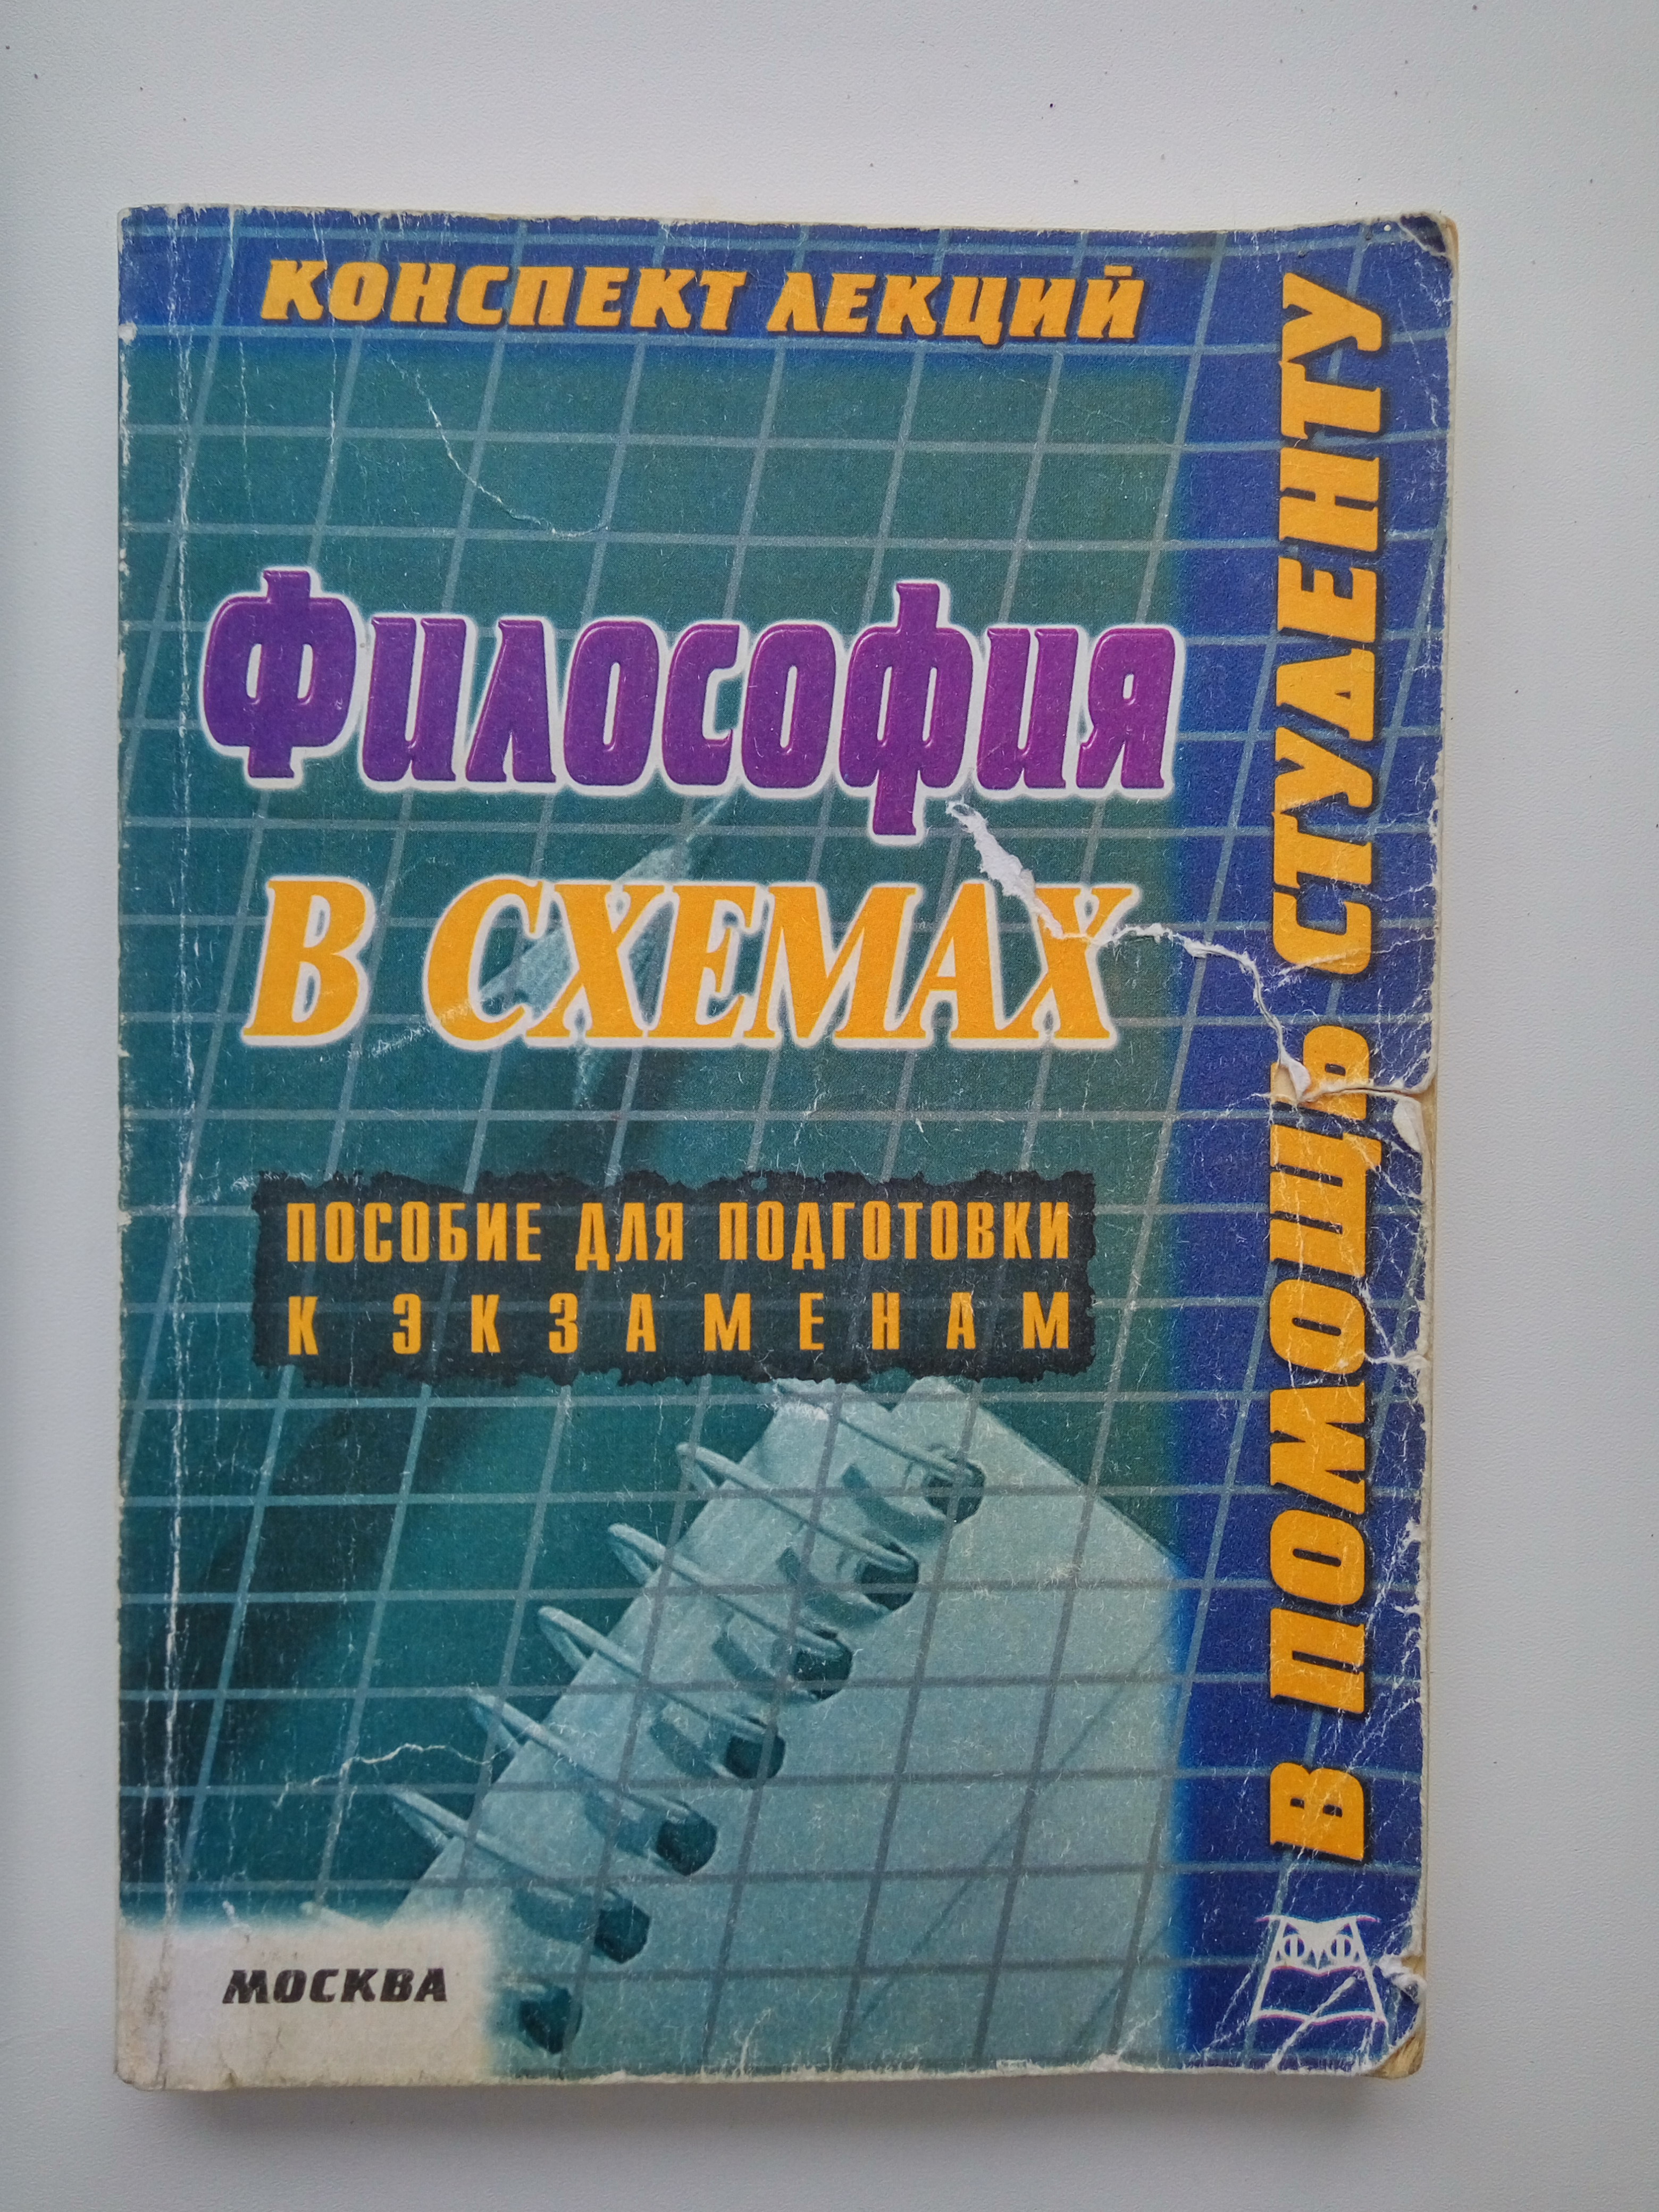 КОНСПЕКТ ЛЕКЦИЙ
Философия
В СХЕМАХ
ПОСОБИЕ ДЛЯ ПОДГОТОВКИ
К ЭКЗАМЕНАМ
МОСКВА
В ПОМОЩЬ СТУДЕНТУ